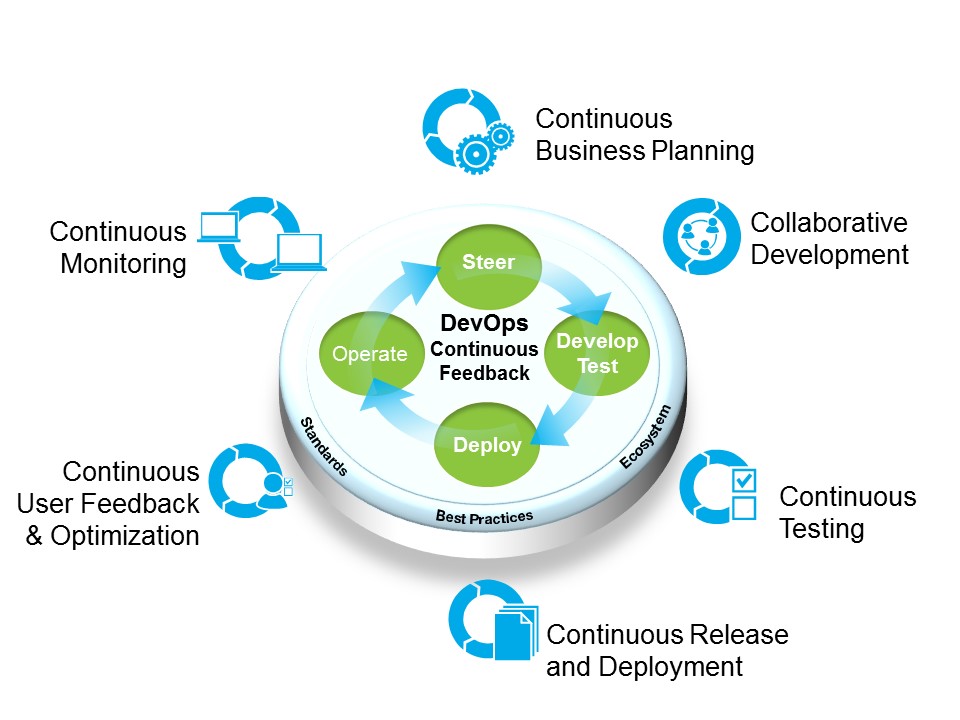 Continuous
Business Planning
Collaborative
Development
Continuous
Monitoring
Steer
DevOps
Continuous
Feedback
Develop
Test
Operate
Deploy
Standards
Best Practices
Ecosystem
Continuous
User Feedback
& Optimization
Continuous
Testing
Continuous Release
and Deployment